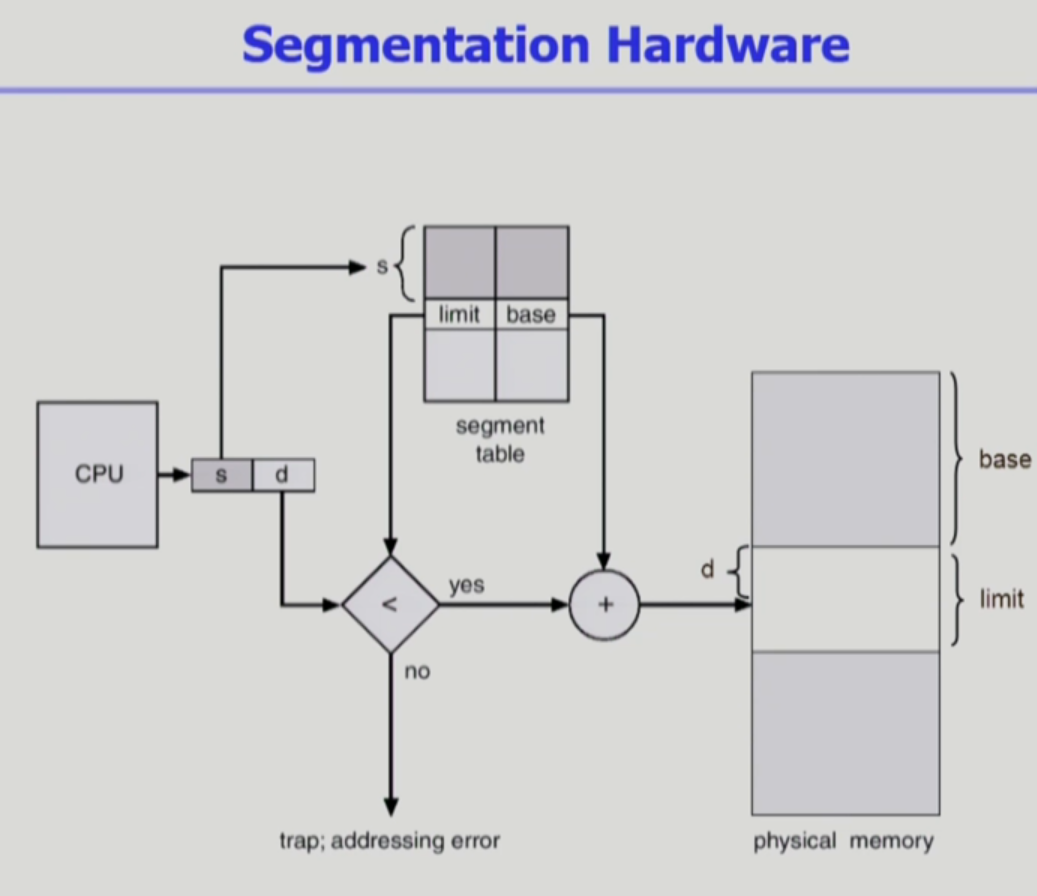 Segmentation Hardware
s
limit base
segment
table
CPU
s d
base
d
limit
<
yes
+
no
trap; addressing error
physical memory